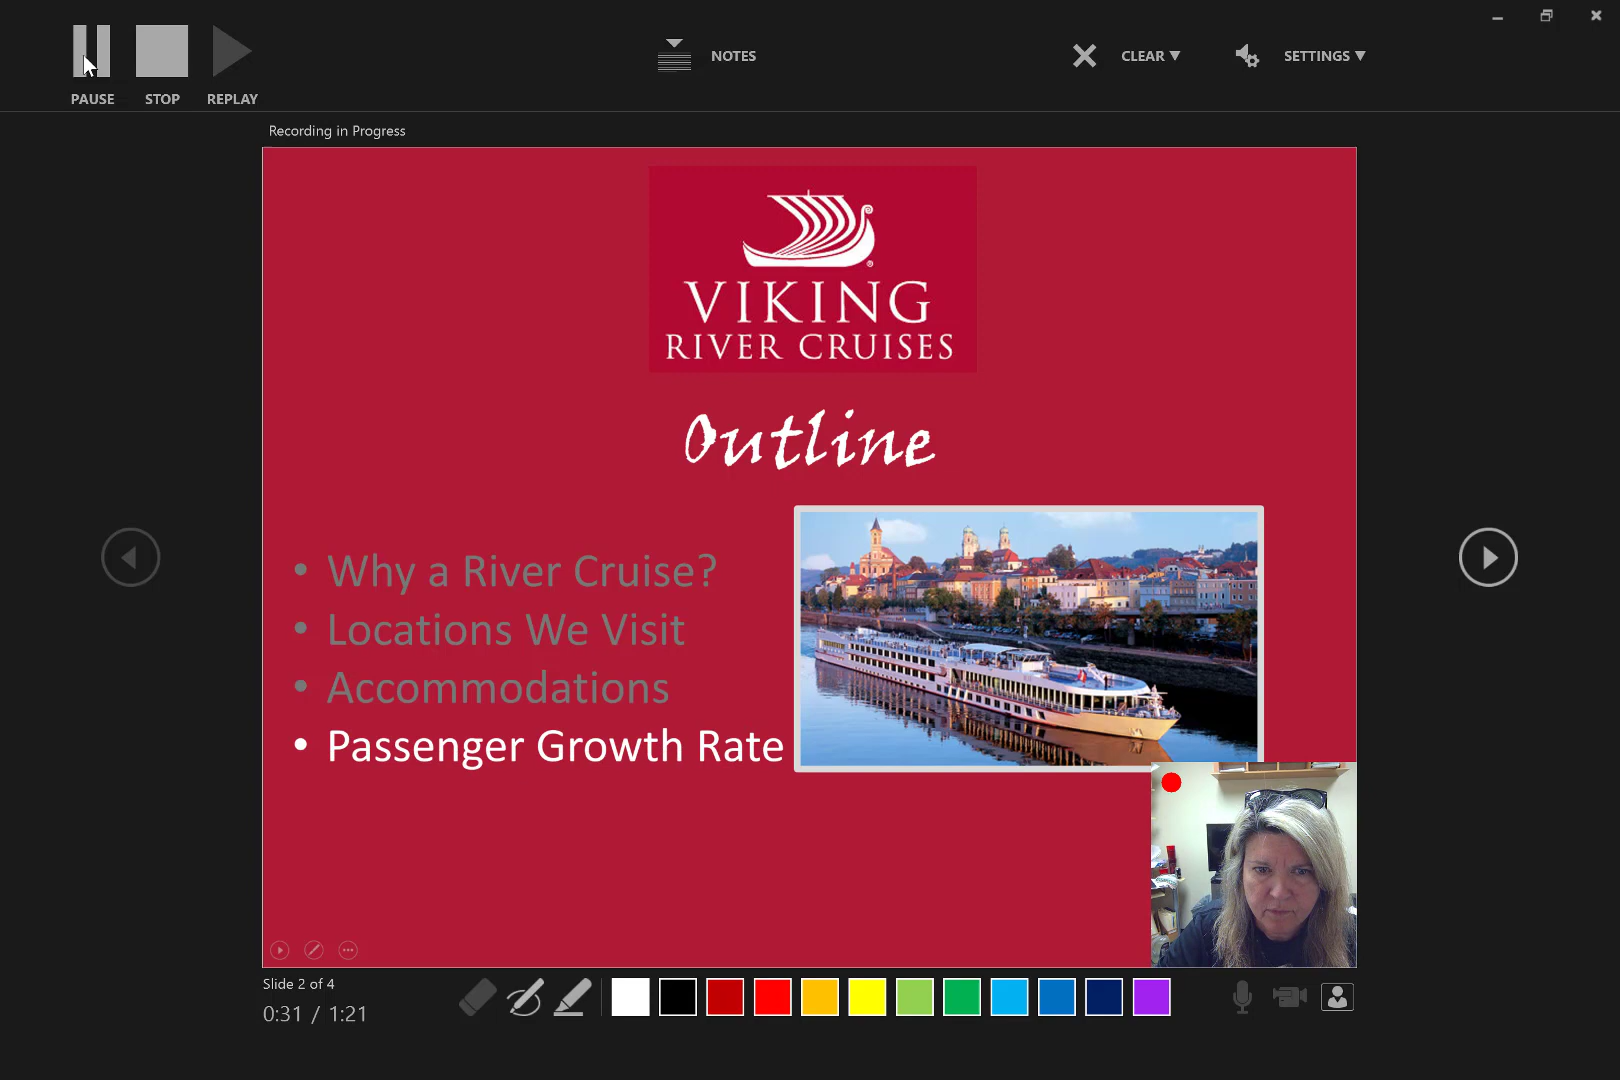 PAUSE STOP REPLAY
NOTES
CLEAR ▼
SETTINGS ▼
Recording in Progress
VIKING
RIVER CRUISES
Outline
• Why a River Cruise?
• Locations We Visit
• Accommodations
• Passenger Growth Rate
Slide 2 of 4
0:31 / 1:21